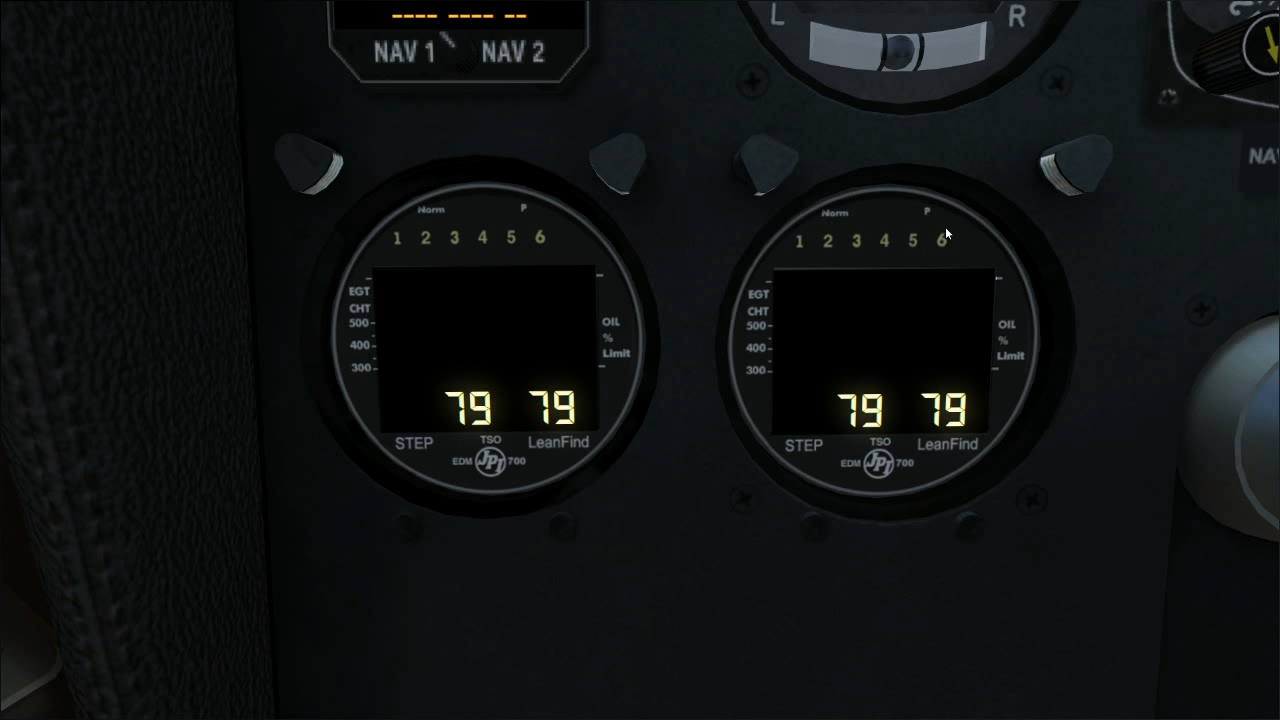 ---- ---- --
NAV 1 NAV 2
L R
NAV
Norm P
1 2 3 4 5 6
EGT
CHT
500
400
300
OIL
%
Limit
79 79
STEP TSO LeanFind
EDM JPI 700
Norm P
1 2 3 4 5 6
EGT
CHT
500
400
300
OIL
%
Limit
79 79
STEP TSO LeanFind
EDM JPI 700